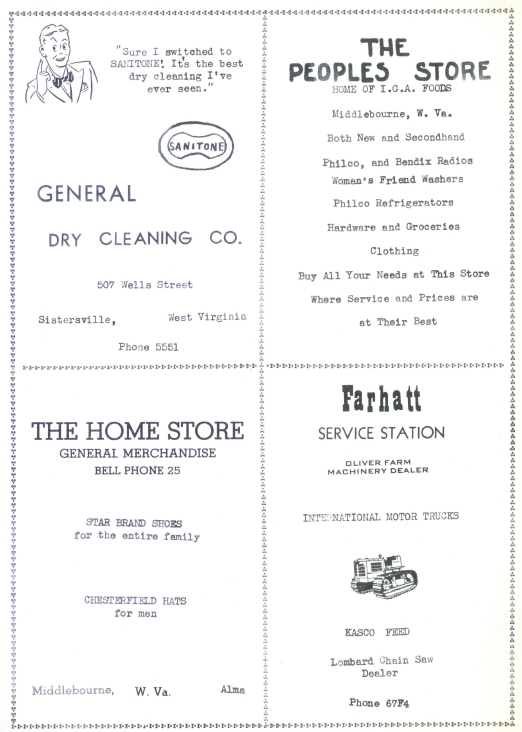 "Sure I switched to
SANITONE! It's the best
dry cleaning I've
ever seen."
SANITONE
GENERAL
DRY CLEANING CO.
507 Wells Street
Sistersville, West Virginia
Phone 5551
THE
PEOPLES STORE
HOME OF I.G.A. FOODS
Middlebourne, W. Va.
Both New and Secondhand
Philco, and Bendix Radios
Woman's Friend Washers
Philco Refrigerators
Hardware and Groceries
Clothing
Buy All Your Needs at This Store
Where Service and Prices are
at Their Best
THE HOME STORE
GENERAL MERCHANDISE
BELL PHONE 25
STAR BRAND SHOES
for the entire family
CHESTERFIELD HATS
for men
Middlebourne, W. Va. Alma
Farhatt
SERVICE STATION
OLIVER FARM
MACHINERY DEALER
INTERNATIONAL MOTOR TRUCKS
KASCO FEED
Lombard Chain Saw
Dealer
Phone 67F4